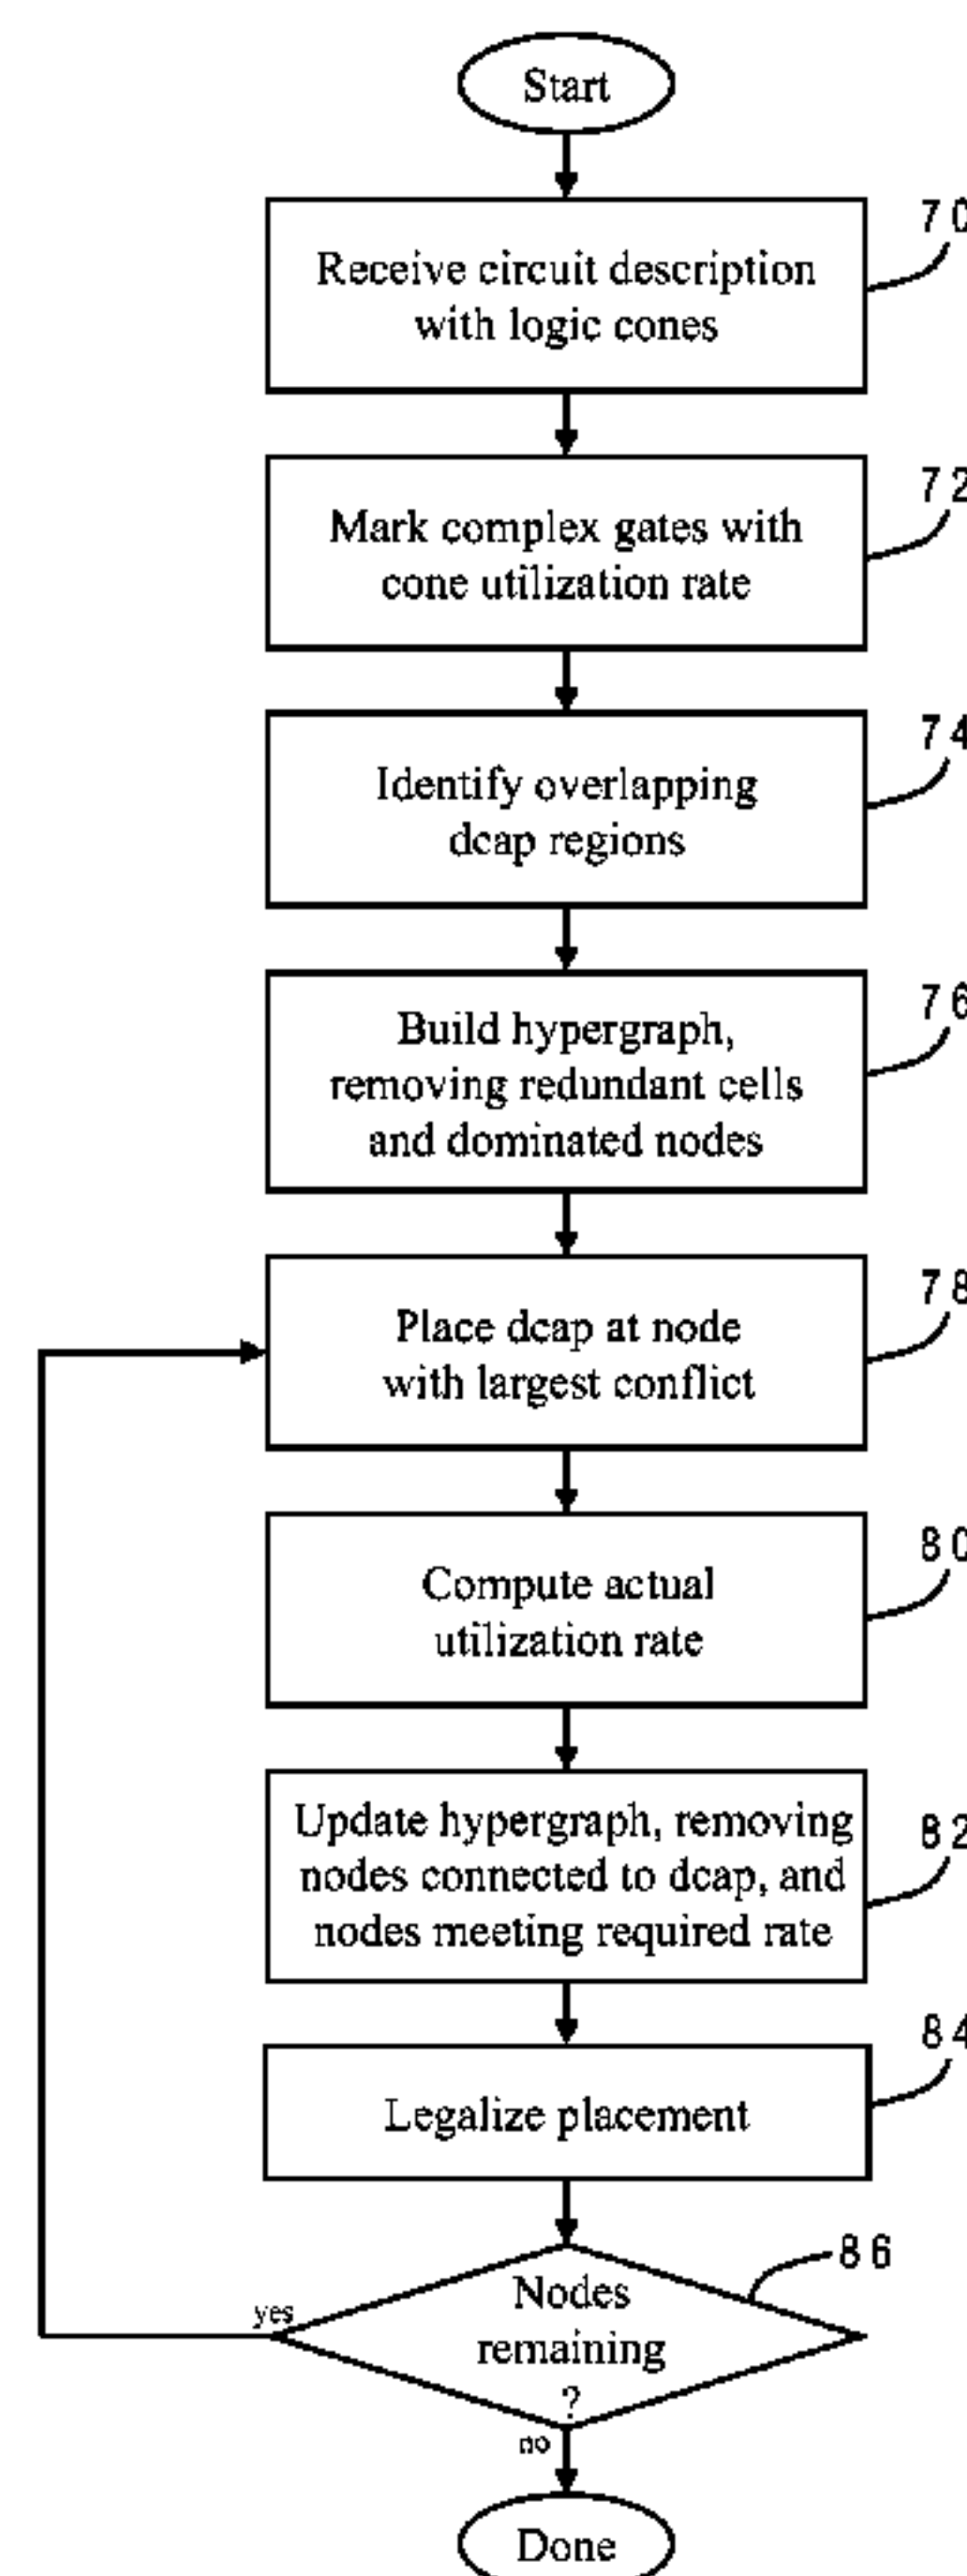 Start
70
Receive circuit description
with logic cones
72
Mark complex gates with
cone utilization rate
74
Identify overlapping
dcap regions
76
Build hypergraph,
removing redundant cells
and dominated nodes
78
Place dcap at node
with largest conflict
80
Compute actual
utilization rate
82
Update hypergraph, removing
nodes connected to dcap, and
nodes meeting required rate
84
Legalize placement
86
Nodes
remaining
?
yes
no
Done